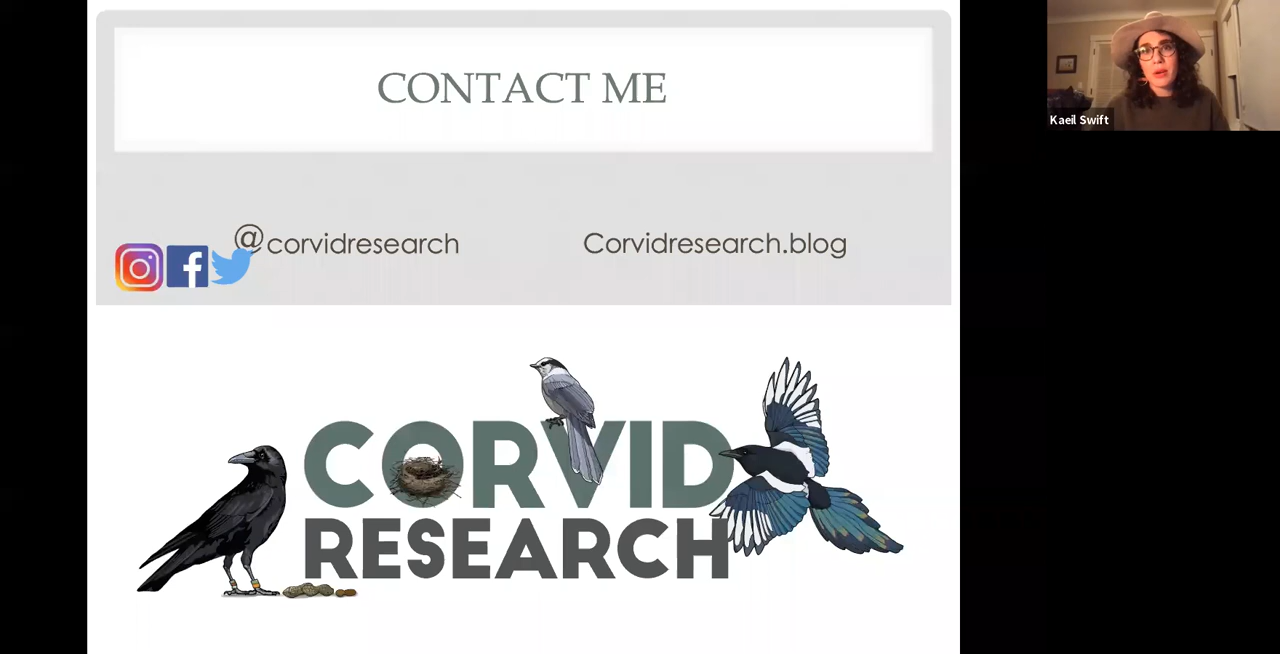 CONTACT ME
@corvidresearch
Corvidresearch.blog
CORVID
RESEARCH
Kaeil Swift